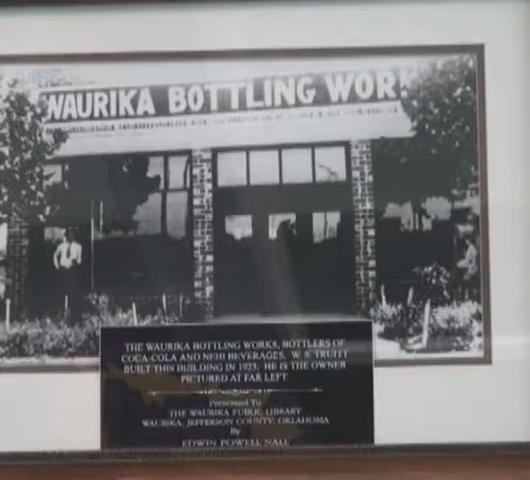 WAURIKA BOTTLING WORK
THE WAURIKA BOTTLING WORKS, BOTTLERS OF
COCA-COLA AND NEHI BEVERAGES, W. S. TRUITT
BUILT THIS BUILDING IN 1923. HE IS THE OWNER
PICTURED AT FAR LEFT
Presented To
THE WAURIKA PUBLIC LIBRARY
WAURIKA, JEFFERSON COUNTY, OKLAHOMA
By
EDWIN POWELL NALL